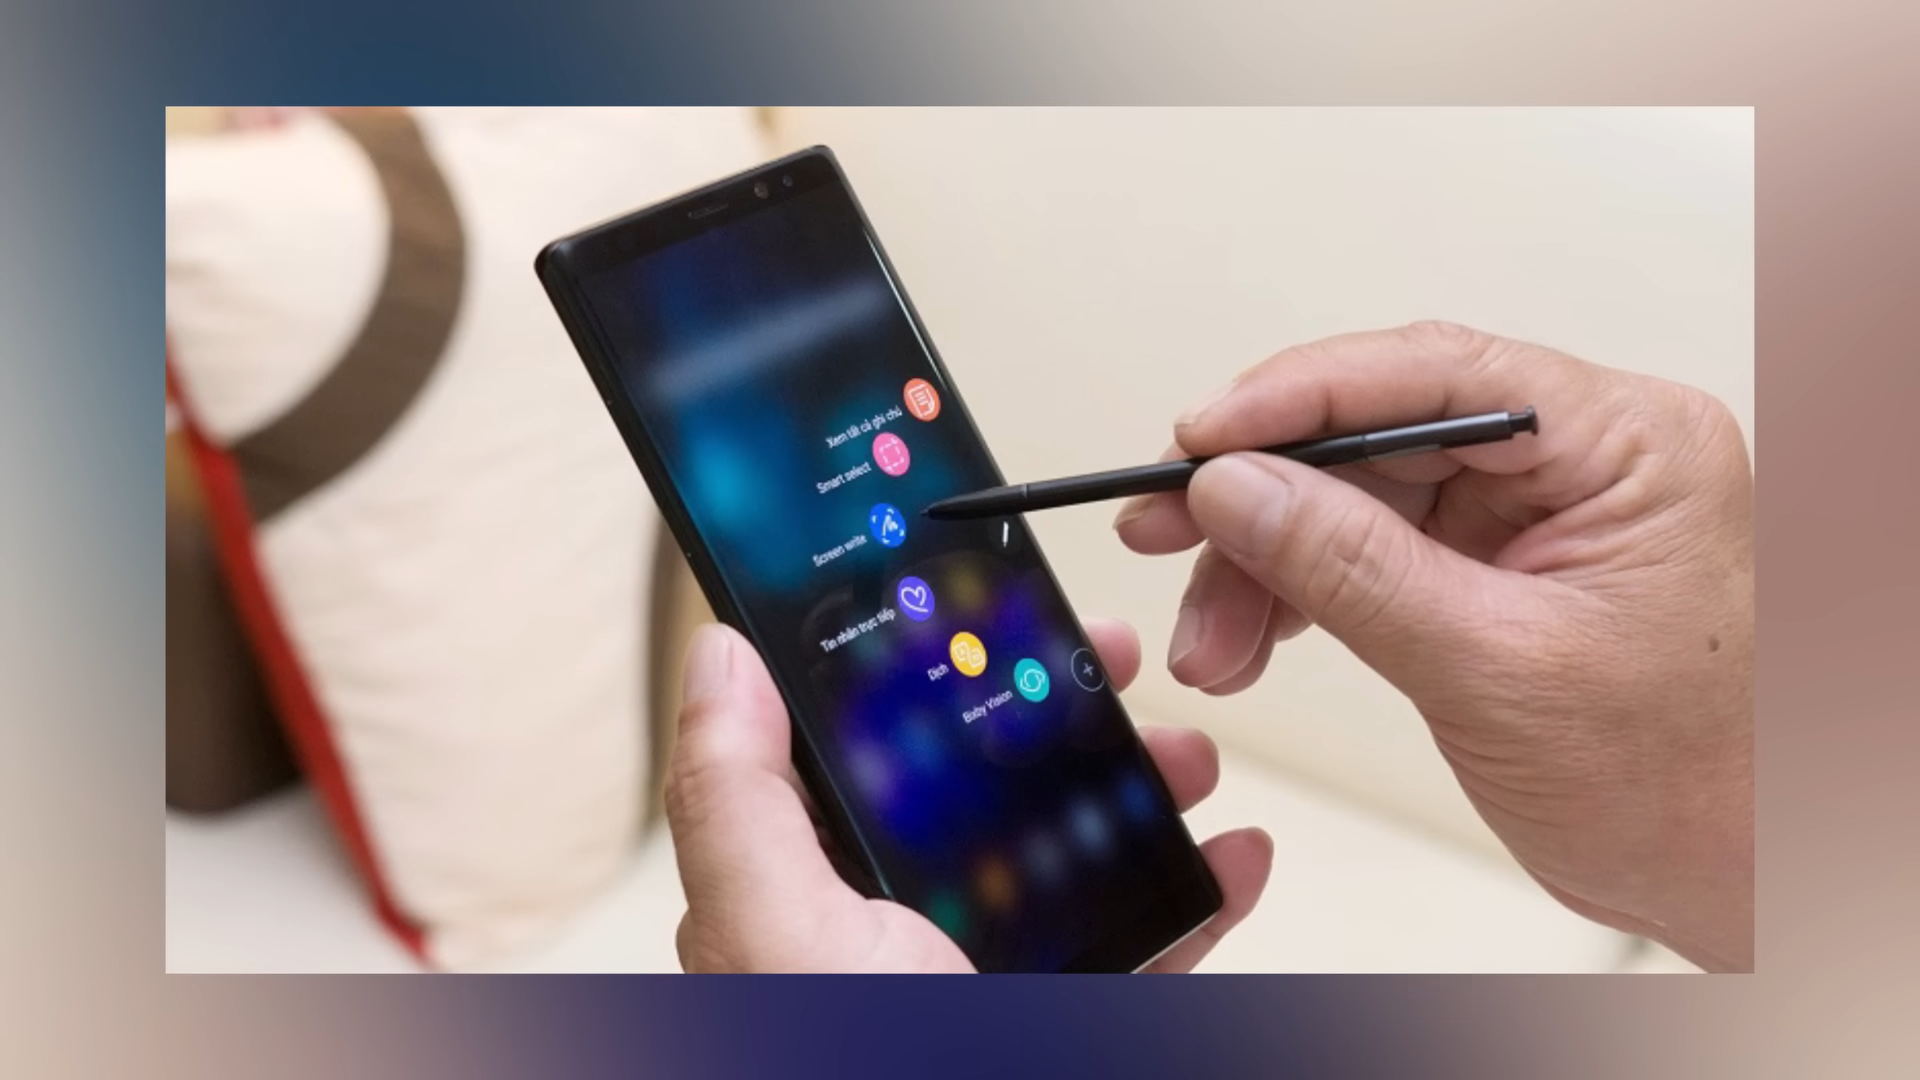 Xem tất cả ghi chú
Smart select
Screen write
Tin nhắn trực tiếp
Dịch
Bixby Vision